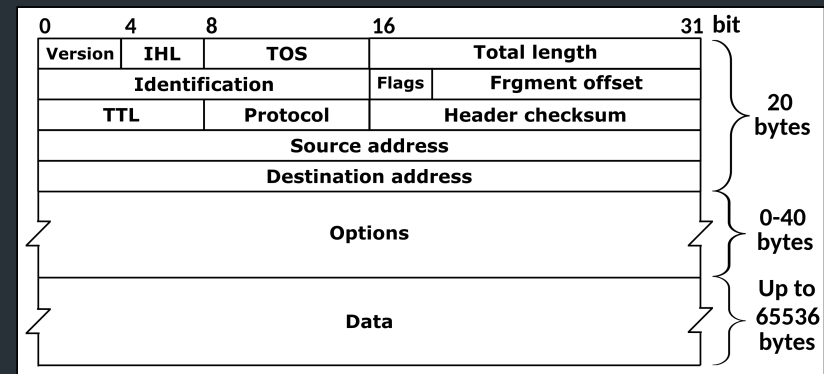 0 4 8 16 31 bit
Version IHL TOS Total length
Identification Flags Frgment offset
TTL Protocol Header checksum
Source address
Destination address
20
bytes
Options
0-40
bytes
Data
Up to
65536
bytes